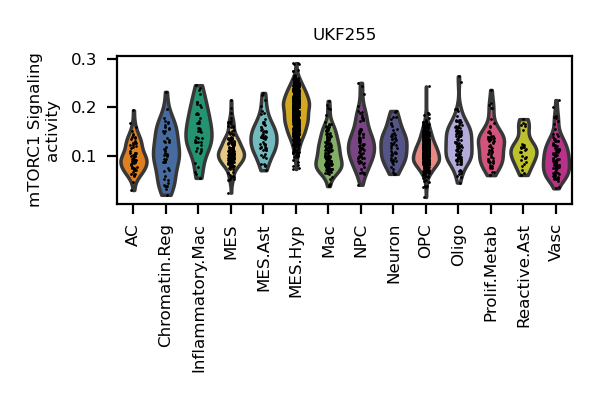 UKF255
mTORC1 Signaling
activity
0.3
0.2
0.1
AC
Chromatin.Reg
Inflammatory.Mac
MES
MES.Ast
MES.Hyp
Mac
NPC
Neuron
OPC
Oligo
Prolif.Metab
Reactive.Ast
Vasc